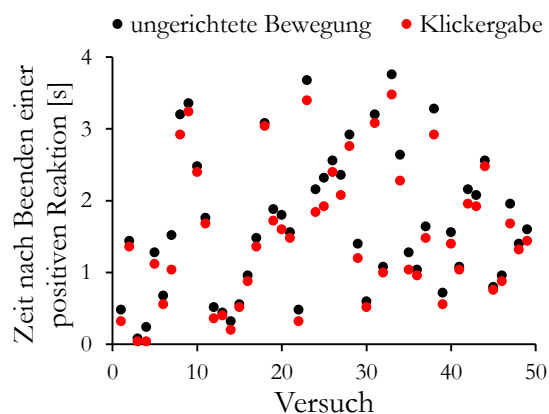 ungerichtete Bewegung
Klickergabe
Zeit nach Beenden einer
positiven Reaktion [s]
4
3
2
1
0
0
10
20
30
40
50
Versuch